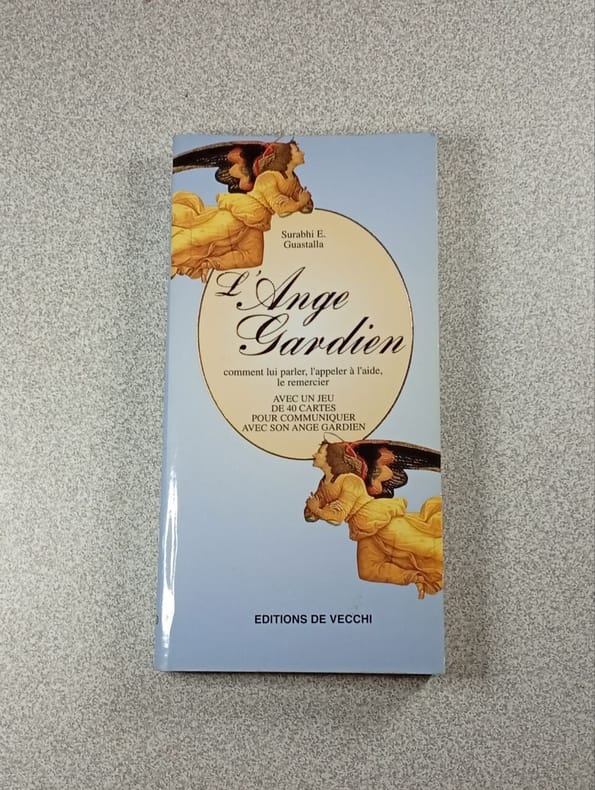 Surabhi E.
Guastalla
L'Ange
Gardien
comment lui parler, l'appeler à l'aide,
le remercier
AVEC UN JEU
DE 40 CARTES
POUR COMMUNIQUER
AVEC SON ANGE GARDIEN
EDITIONS DE VECCHI